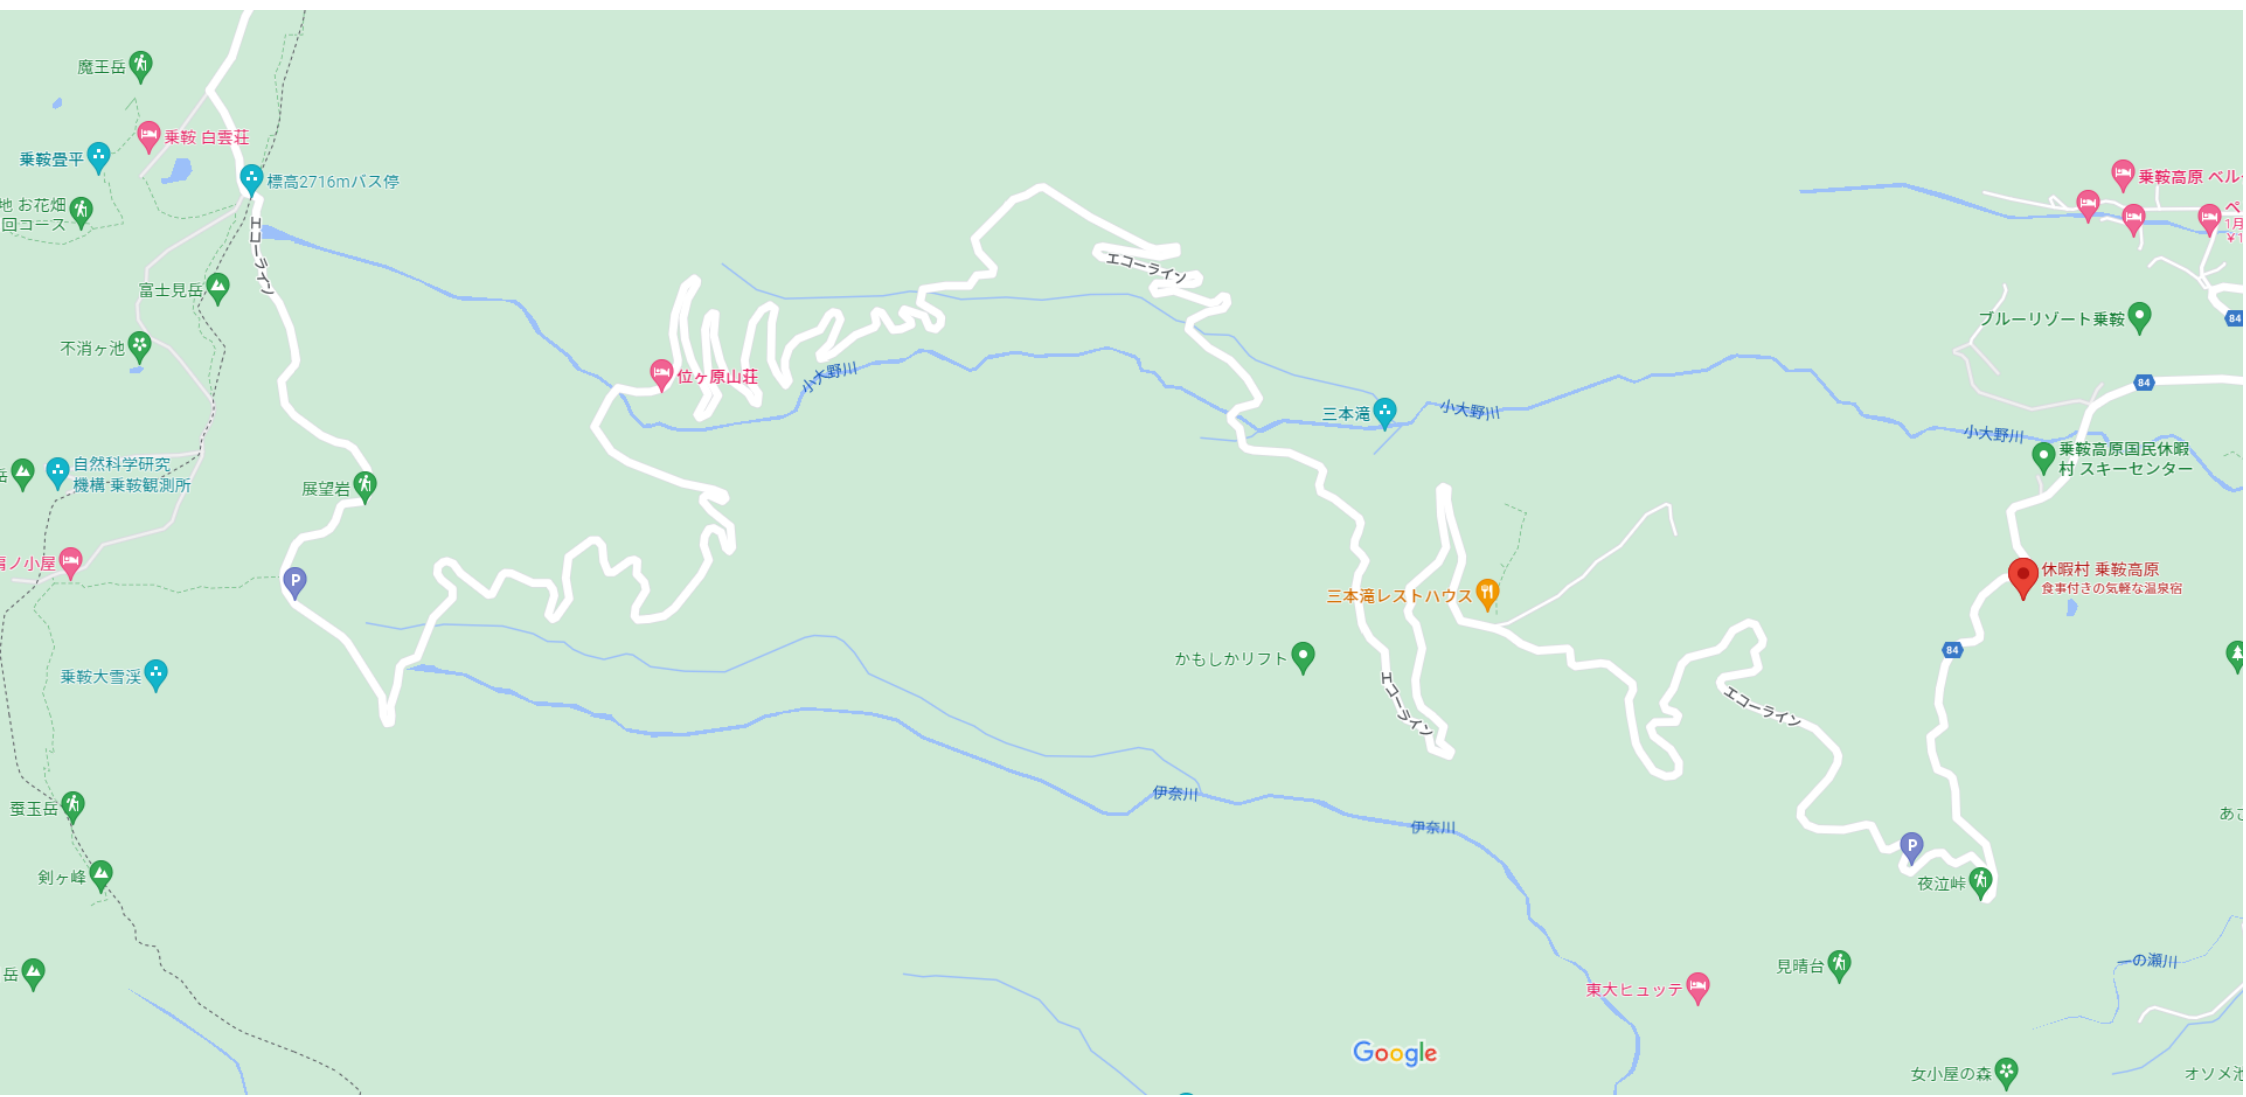 魔王岳
乗鞍 白雲荘
乗鞍畳平
標高2716mバス停
地 お花畑
回コース
エコーライン
富士見岳
不消ヶ池
自然科学研究
機構 乗鞍観測所
岳
展望岩
肩ノ小屋
P
乗鞍大雪渓
蚕玉岳
剣ヶ峰
岳
位ヶ原山荘
小大野川
エコーライン
三本滝
小大野川
小大野川
三本滝レストハウス
かもしかリフト
エコーライン
エコーライン
伊奈川
伊奈川
乗鞍高原 ベル
ペ
1月
¥1
ブルーリゾート乗鞍
84
84
乗鞍高原国民休暇
村 スキーセンター
休暇村 乗鞍高原
食事付きの気軽な温泉宿
84
P
夜泣峠
見晴台
東大ヒュッテ
あ
一の瀬川
女小屋の森
オソメ池
Google